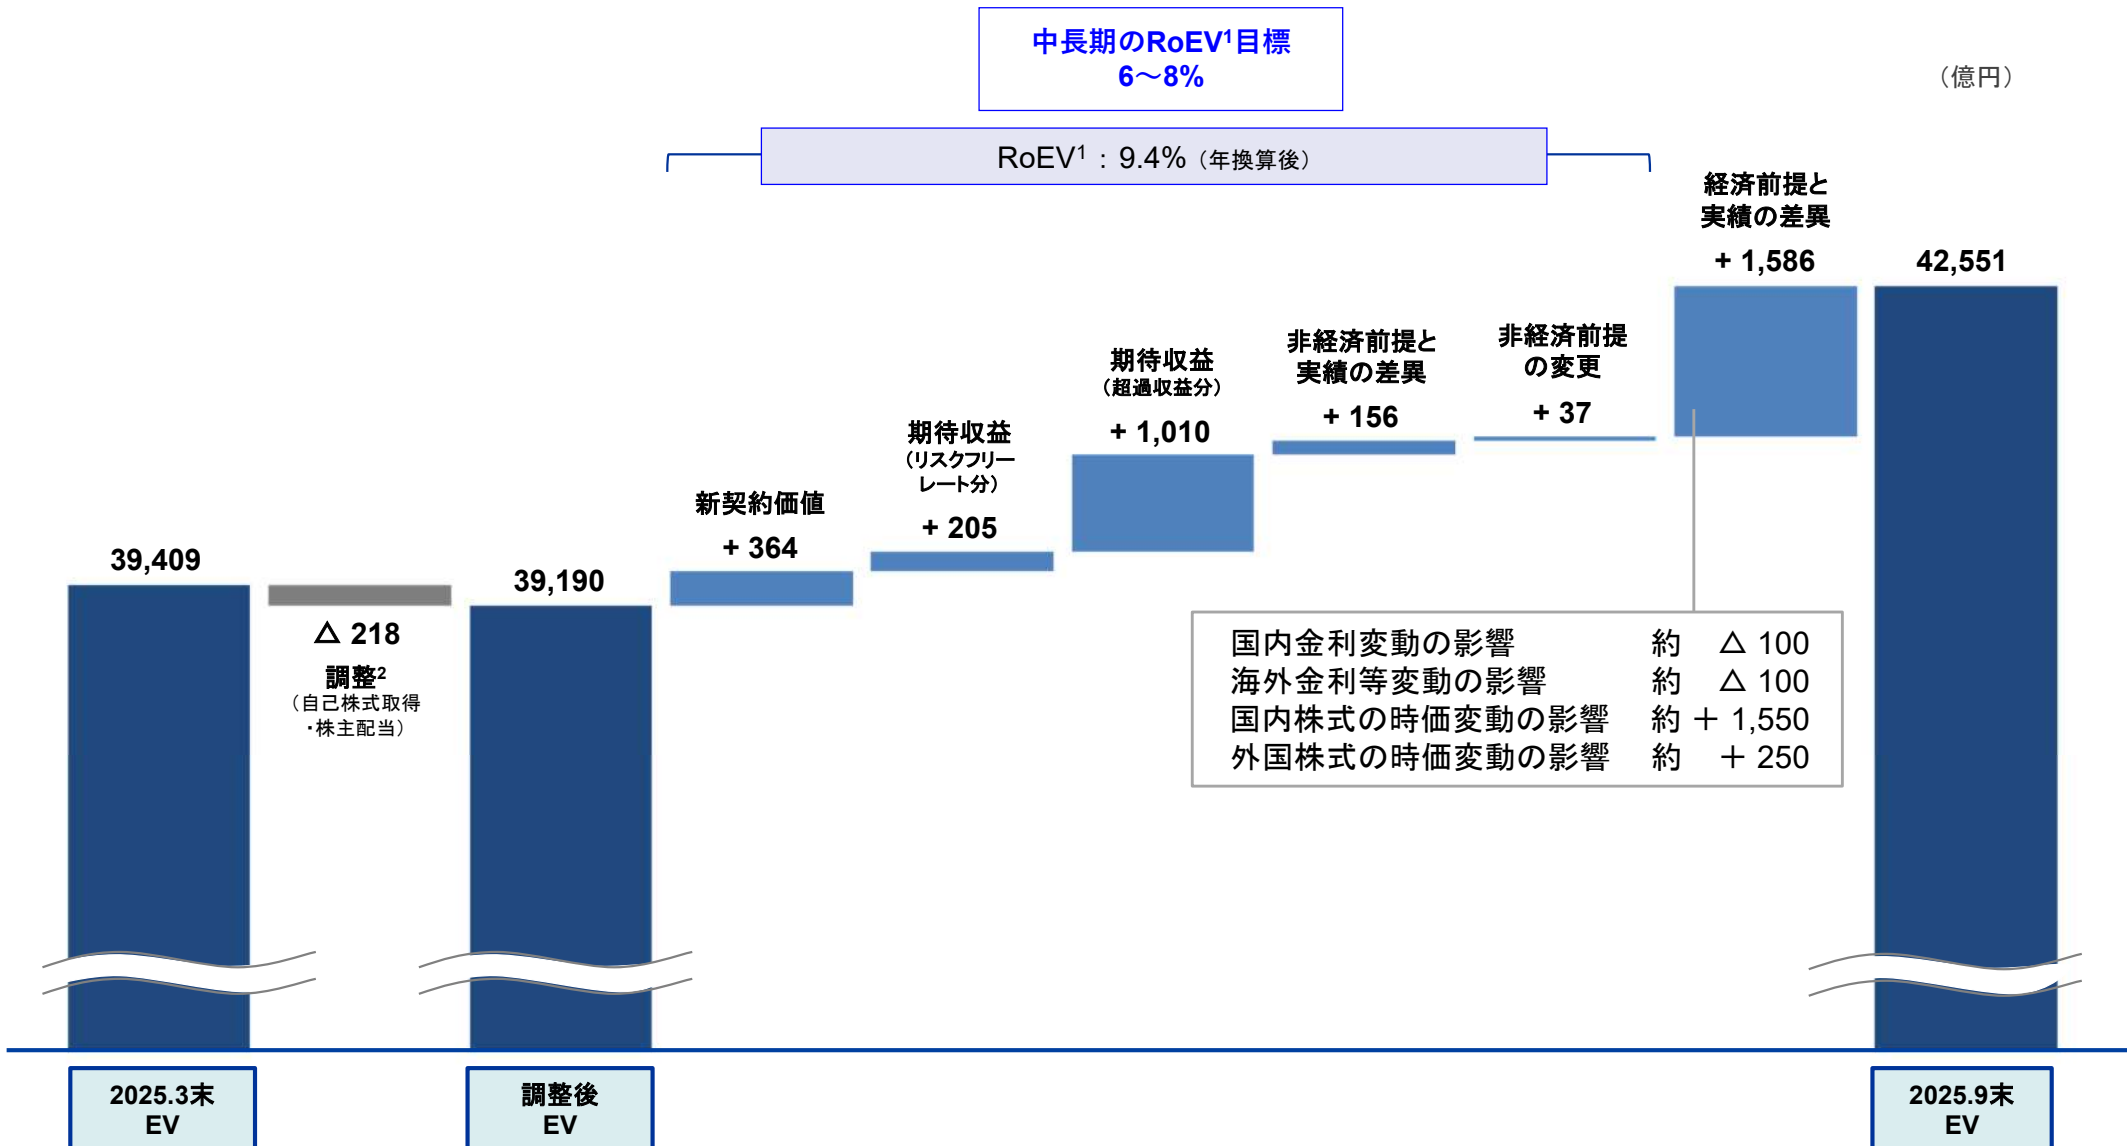 中長期のRoEV¹目標
6～8%
（億円）
RoEV¹ : 9.4%（年換算後）
39,409
△ 218
調整²
（自己株式取得
・株主配当）
39,190
新契約価値
+ 364
期待収益
（リスクフリー
レート分）
+ 205
期待収益
（超過収益分）
+ 1,010
非経済前提と
実績の差異
+ 156
非経済前提
の変更
+ 37
経済前提と
実績の差異
+ 1,586
42,551
国内金利変動の影響 約 △ 100
海外金利等変動の影響 約 △ 100
国内株式の時価変動の影響 約 ＋ 1,550
外国株式の時価変動の影響 約 ＋ 250
2025.3末
EV
調整後
EV
2025.9末
EV